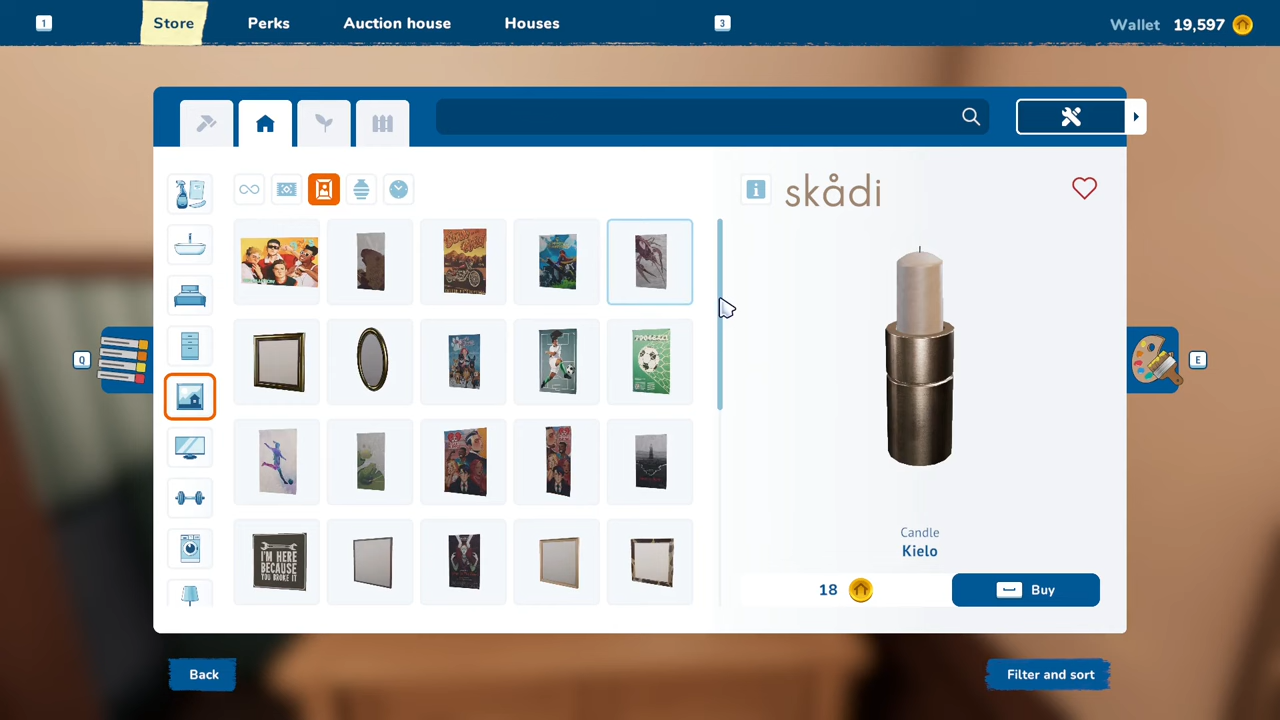 1
Store
Perks
Auction house
Houses
3
Wallet 19,597
skådi
Q
E
I'M HERE
BECAUSE
YOU BROKE IT
Candle
Kielo
18
Buy
Back
Filter and sort